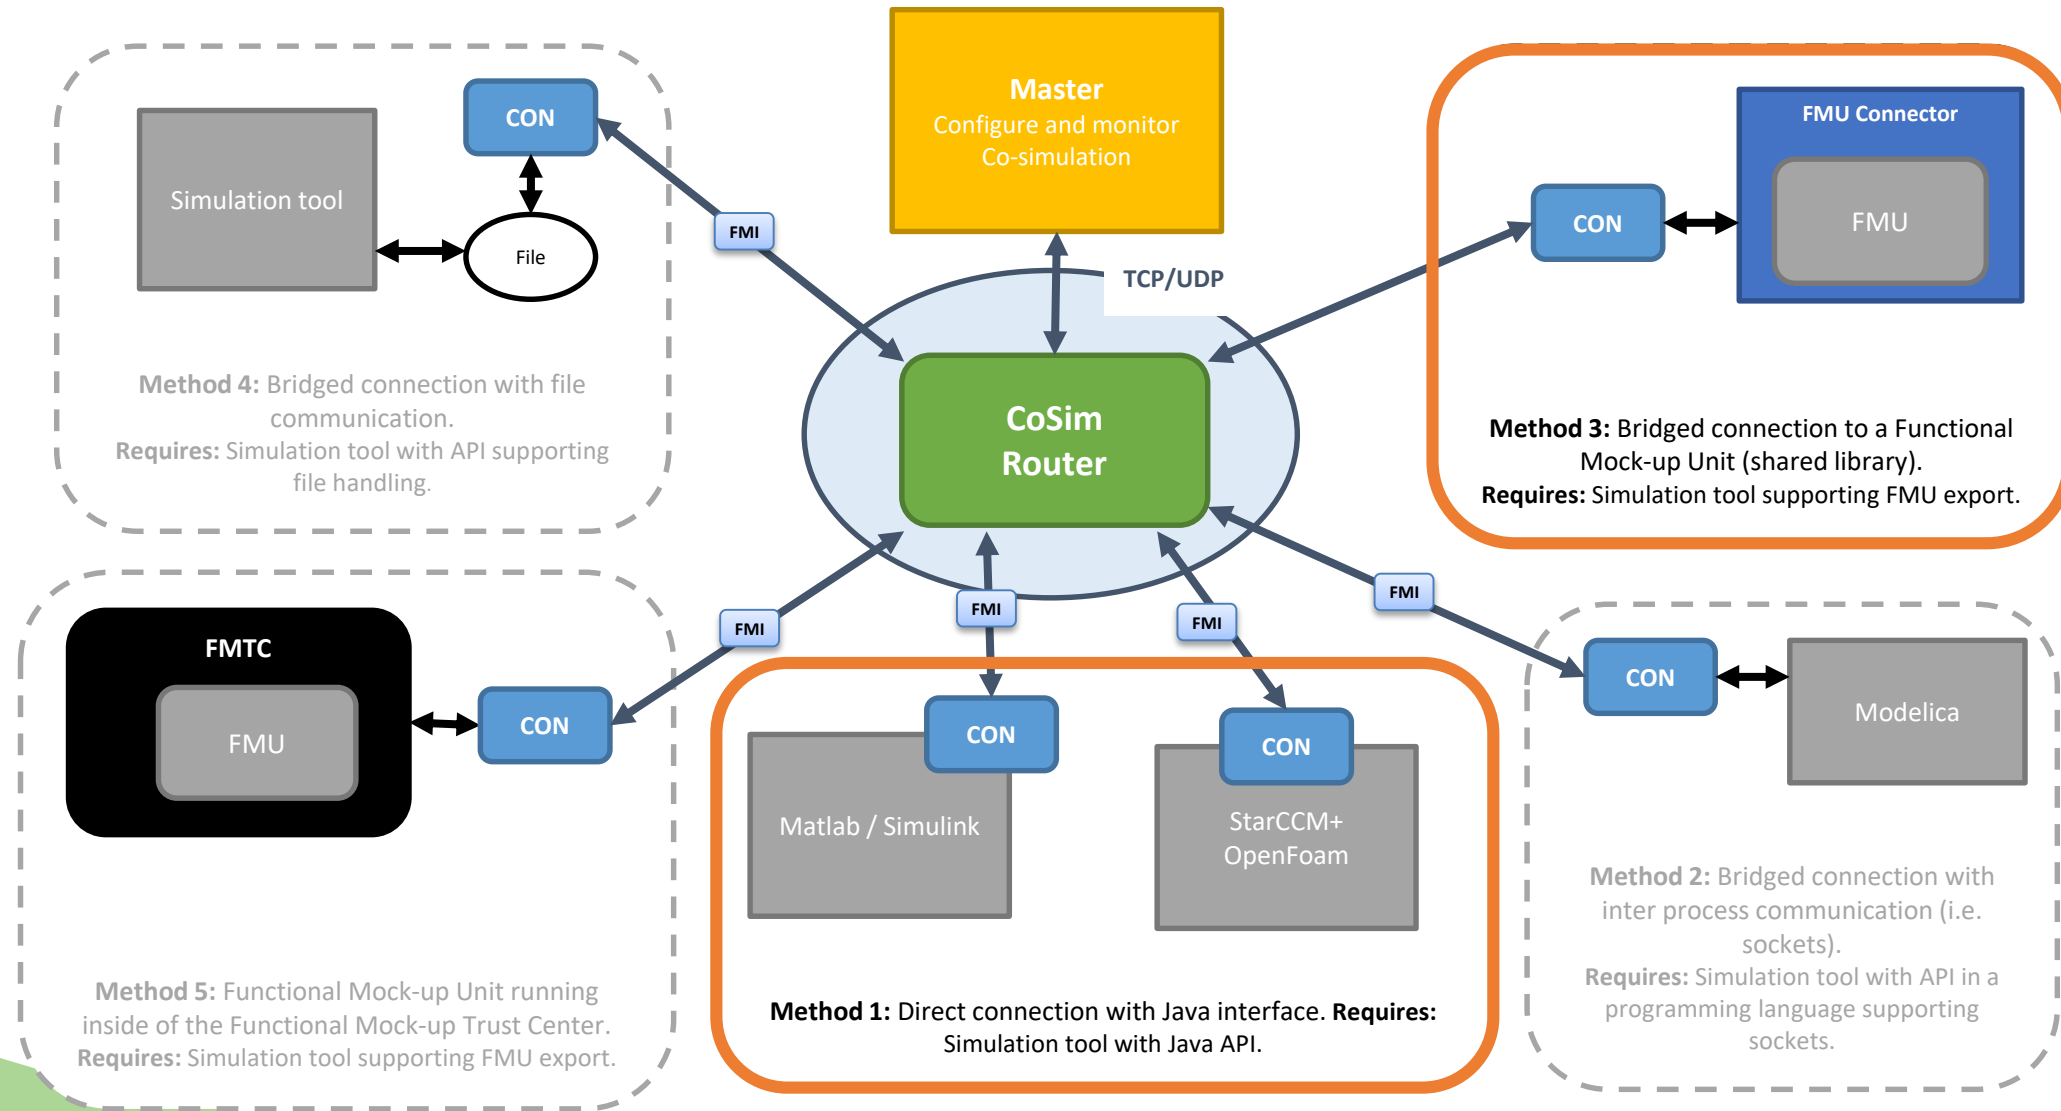 Master
Configure and monitor
Co-simulation
CON
Simulation tool
File
FMI
Method 4: Bridged connection with file
communication.
Requires: Simulation tool with API supporting
file handling.
TCP/UDP
CoSim
Router
FMU Connector
CON
FMU
Method 3: Bridged connection to a Functional
Mock-up Unit (shared library).
Requires: Simulation tool supporting FMU export.
FMTC
FMU
CON
FMI
Method 5: Functional Mock-up Unit running
inside of the Functional Mock-up Trust Center.
Requires: Simulation tool supporting FMU export.
FMI
FMI
CON
CON
Matlab / Simulink
StarCCM+
OpenFoam
Method 1: Direct connection with Java interface. Requires:
Simulation tool with Java API.
FMI
CON
Modelica
Method 2: Bridged connection with
inter process communication (i.e.
sockets).
Requires: Simulation tool with API in a
programming language supporting
sockets.